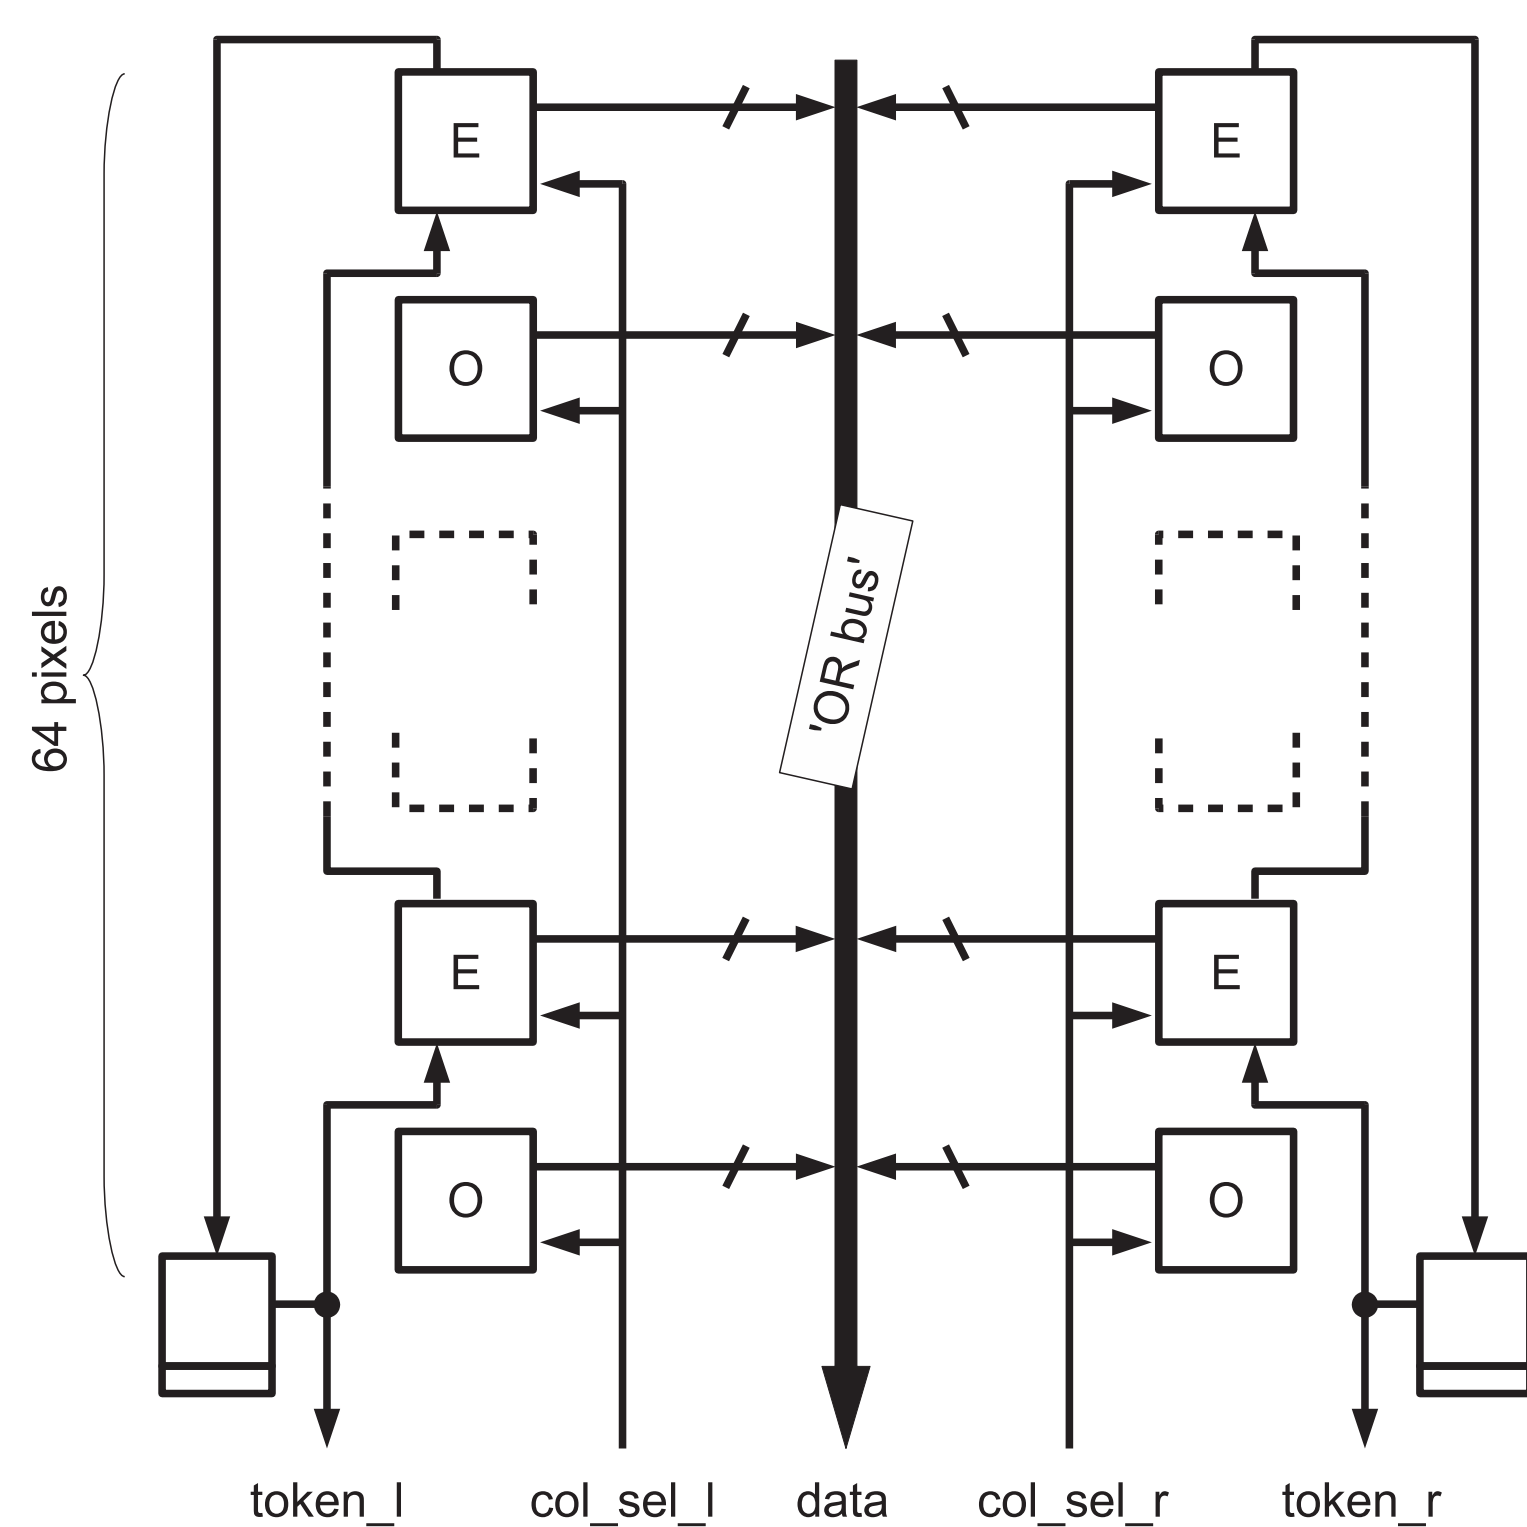 E E
O O
'OR bus'
64 pixels
E E
O O
token_l col_sel_l data col_sel_r token_r